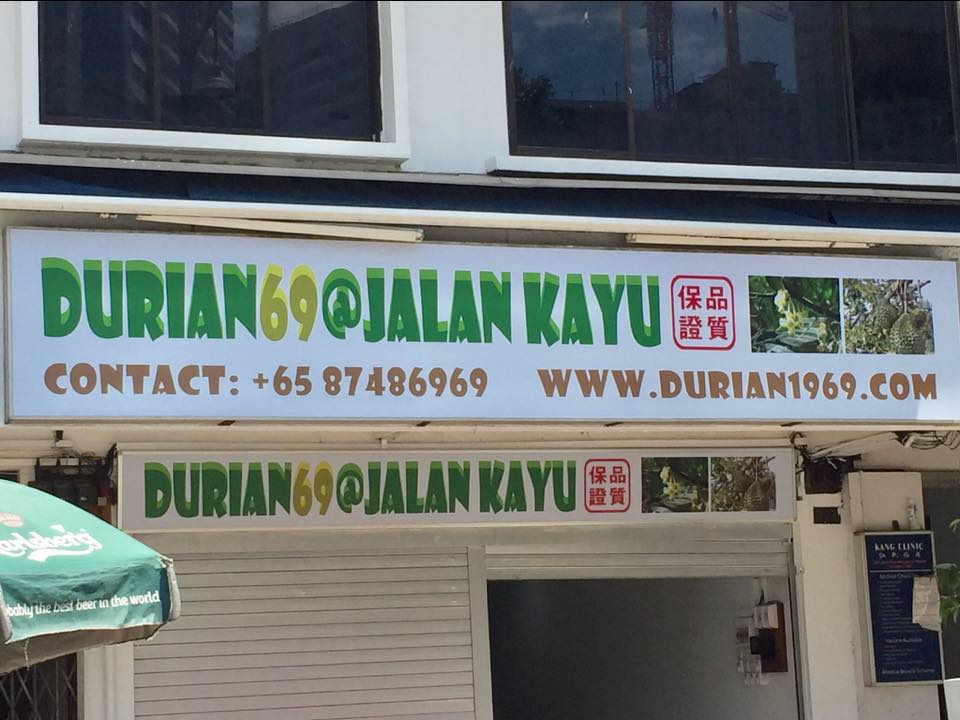 DURIAN69@JALAN KAYU
保品
證質
CONTACT: +65 87486969 WWW.DURIAN1969.COM
DURIAN69@JALAN KAYU
保品
證質
Carlsberg
probably the best beer in the world
KANG CLINIC